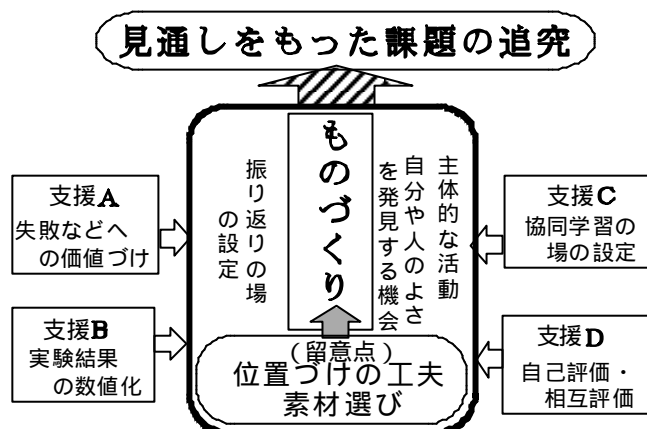 見通しをもった課題の追究
支援A
失敗などへ
の価値づけ
支援B
実験結果
の数値化
振り返りの場
の設定
ものづくり
主体的な活動
自分や人のよさ
を発見する機会
(留意点)
位置づけの工夫
素材選び
支援C
協同学習の
場の設定
支援D
自己評価・
相互評価